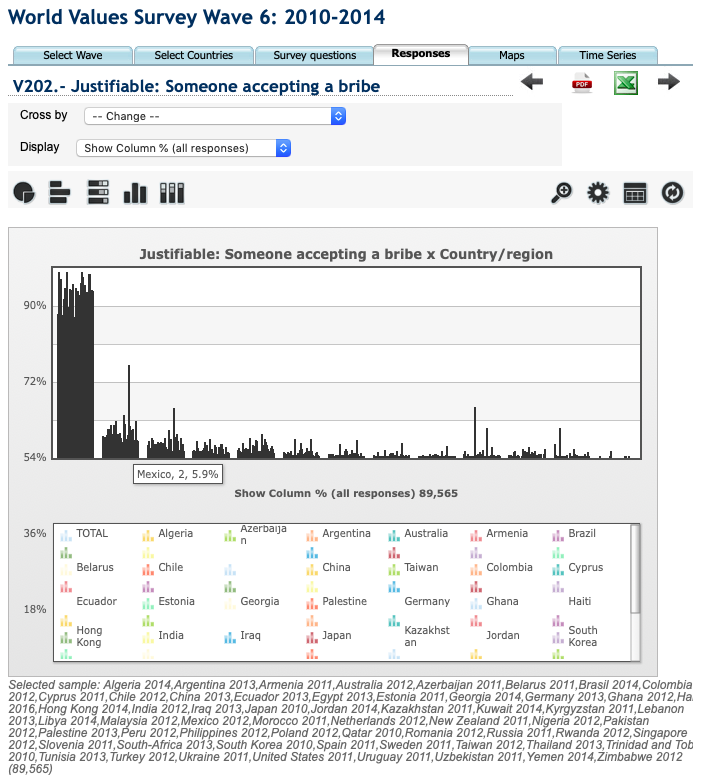 World Values Survey Wave 6: 2010-2014
Select Wave Select Countries Survey questions Responses Maps Time Series
V202.- Justifiable: Someone accepting a bribe
PDF
Cross by -- Change --
Display Show Column % (all responses)
Justifiable: Someone accepting a bribe x Country/region
90%
72%
54%
Mexico, 2, 5.9%
Show Column % (all responses) 89,565
36%
18%
TOTAL Algeria Azerbaijan Argentina Australia Armenia Brazil
Belarus Chile China Taiwan Colombia Cyprus
Ecuador Estonia Georgia Palestine Germany Ghana Haiti
Hong Kong India Iraq Japan Kazakhstan Jordan South Korea
Selected sample: Algeria 2014,Argentina 2013,Armenia 2011,Australia 2012,Azerbaijan 2011,Belarus 2011,Brasil 2014,Colombia
2012,Cyprus 2011,Chile 2012,China 2013,Ecuador 2013,Egypt 2013,Estonia 2011,Georgia 2014,Germany 2013,Ghana 2012,Ha
2016,Hong Kong 2014,India 2012,Iraq 2013,Japan 2010,Jordan 2014,Kazakhstan 2011,Kuwait 2014,Kyrgyzstan 2011,Lebanon
2013,Libya 2014,Malaysia 2012,Mexico 2012,Morocco 2011,Netherlands 2012,New Zealand 2011,Nigeria 2012,Pakistan
2012,Palestine 2013,Peru 2012,Philippines 2012,Poland 2012,Qatar 2010,Romania 2012,Russia 2011,Rwanda 2012,Singapore
2012,Slovenia 2011,South-Africa 2013,South Korea 2010,Spain 2011,Sweden 2011,Taiwan 2012,Thailand 2013,Trinidad and Tob
2010,Tunisia 2013,Turkey 2012,Ukraine 2011,United States 2011,Uruguay 2011,Uzbekistan 2011,Yemen 2014,Zimbabwe 2012
(89,565)